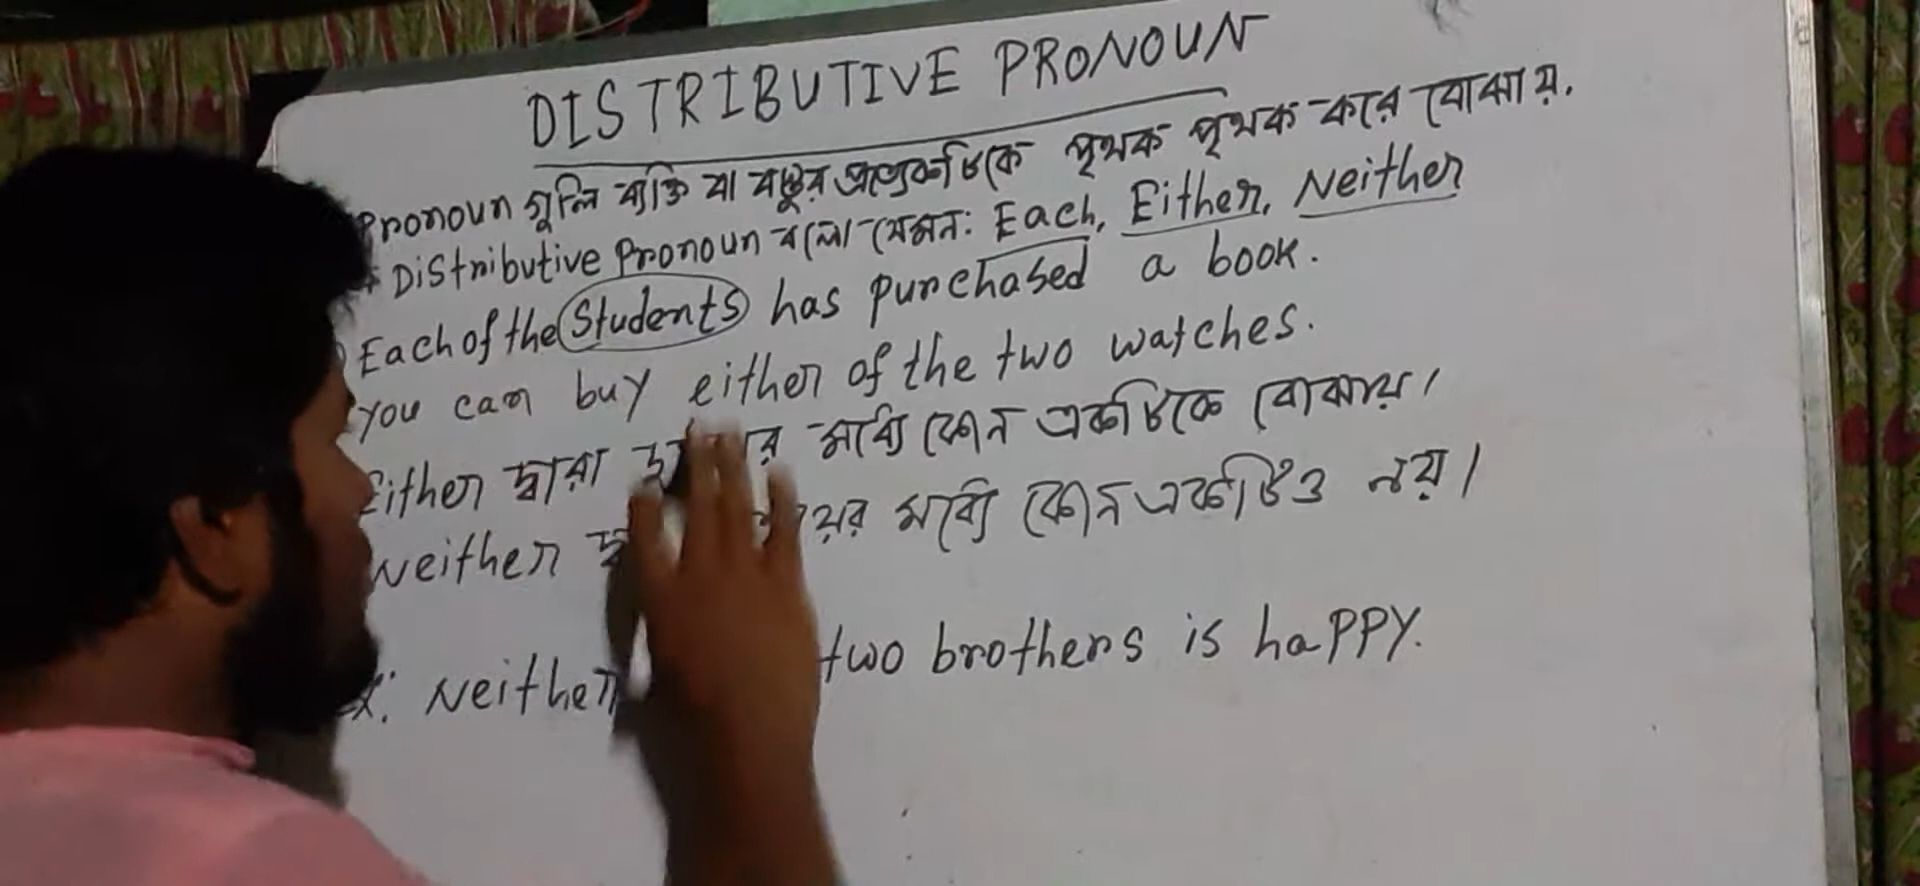 DISTRIBUTIVE PRONOUN
Pronoun গুলি ব্যক্তি বা বস্তুর প্রত্যেকটিকে পৃথক পৃথক করে বোঝায়.
Distributive Pronoun বলে। যেমন: Each, Either, Neither
Each of the Students has purchased a book.
You can buy either of the two watches.
Either দ্বারা মধ্যে কোন একটিকে বোঝায়।
Neither মধ্যে কোন একটিও নয়।
Neither two brothers is happy.